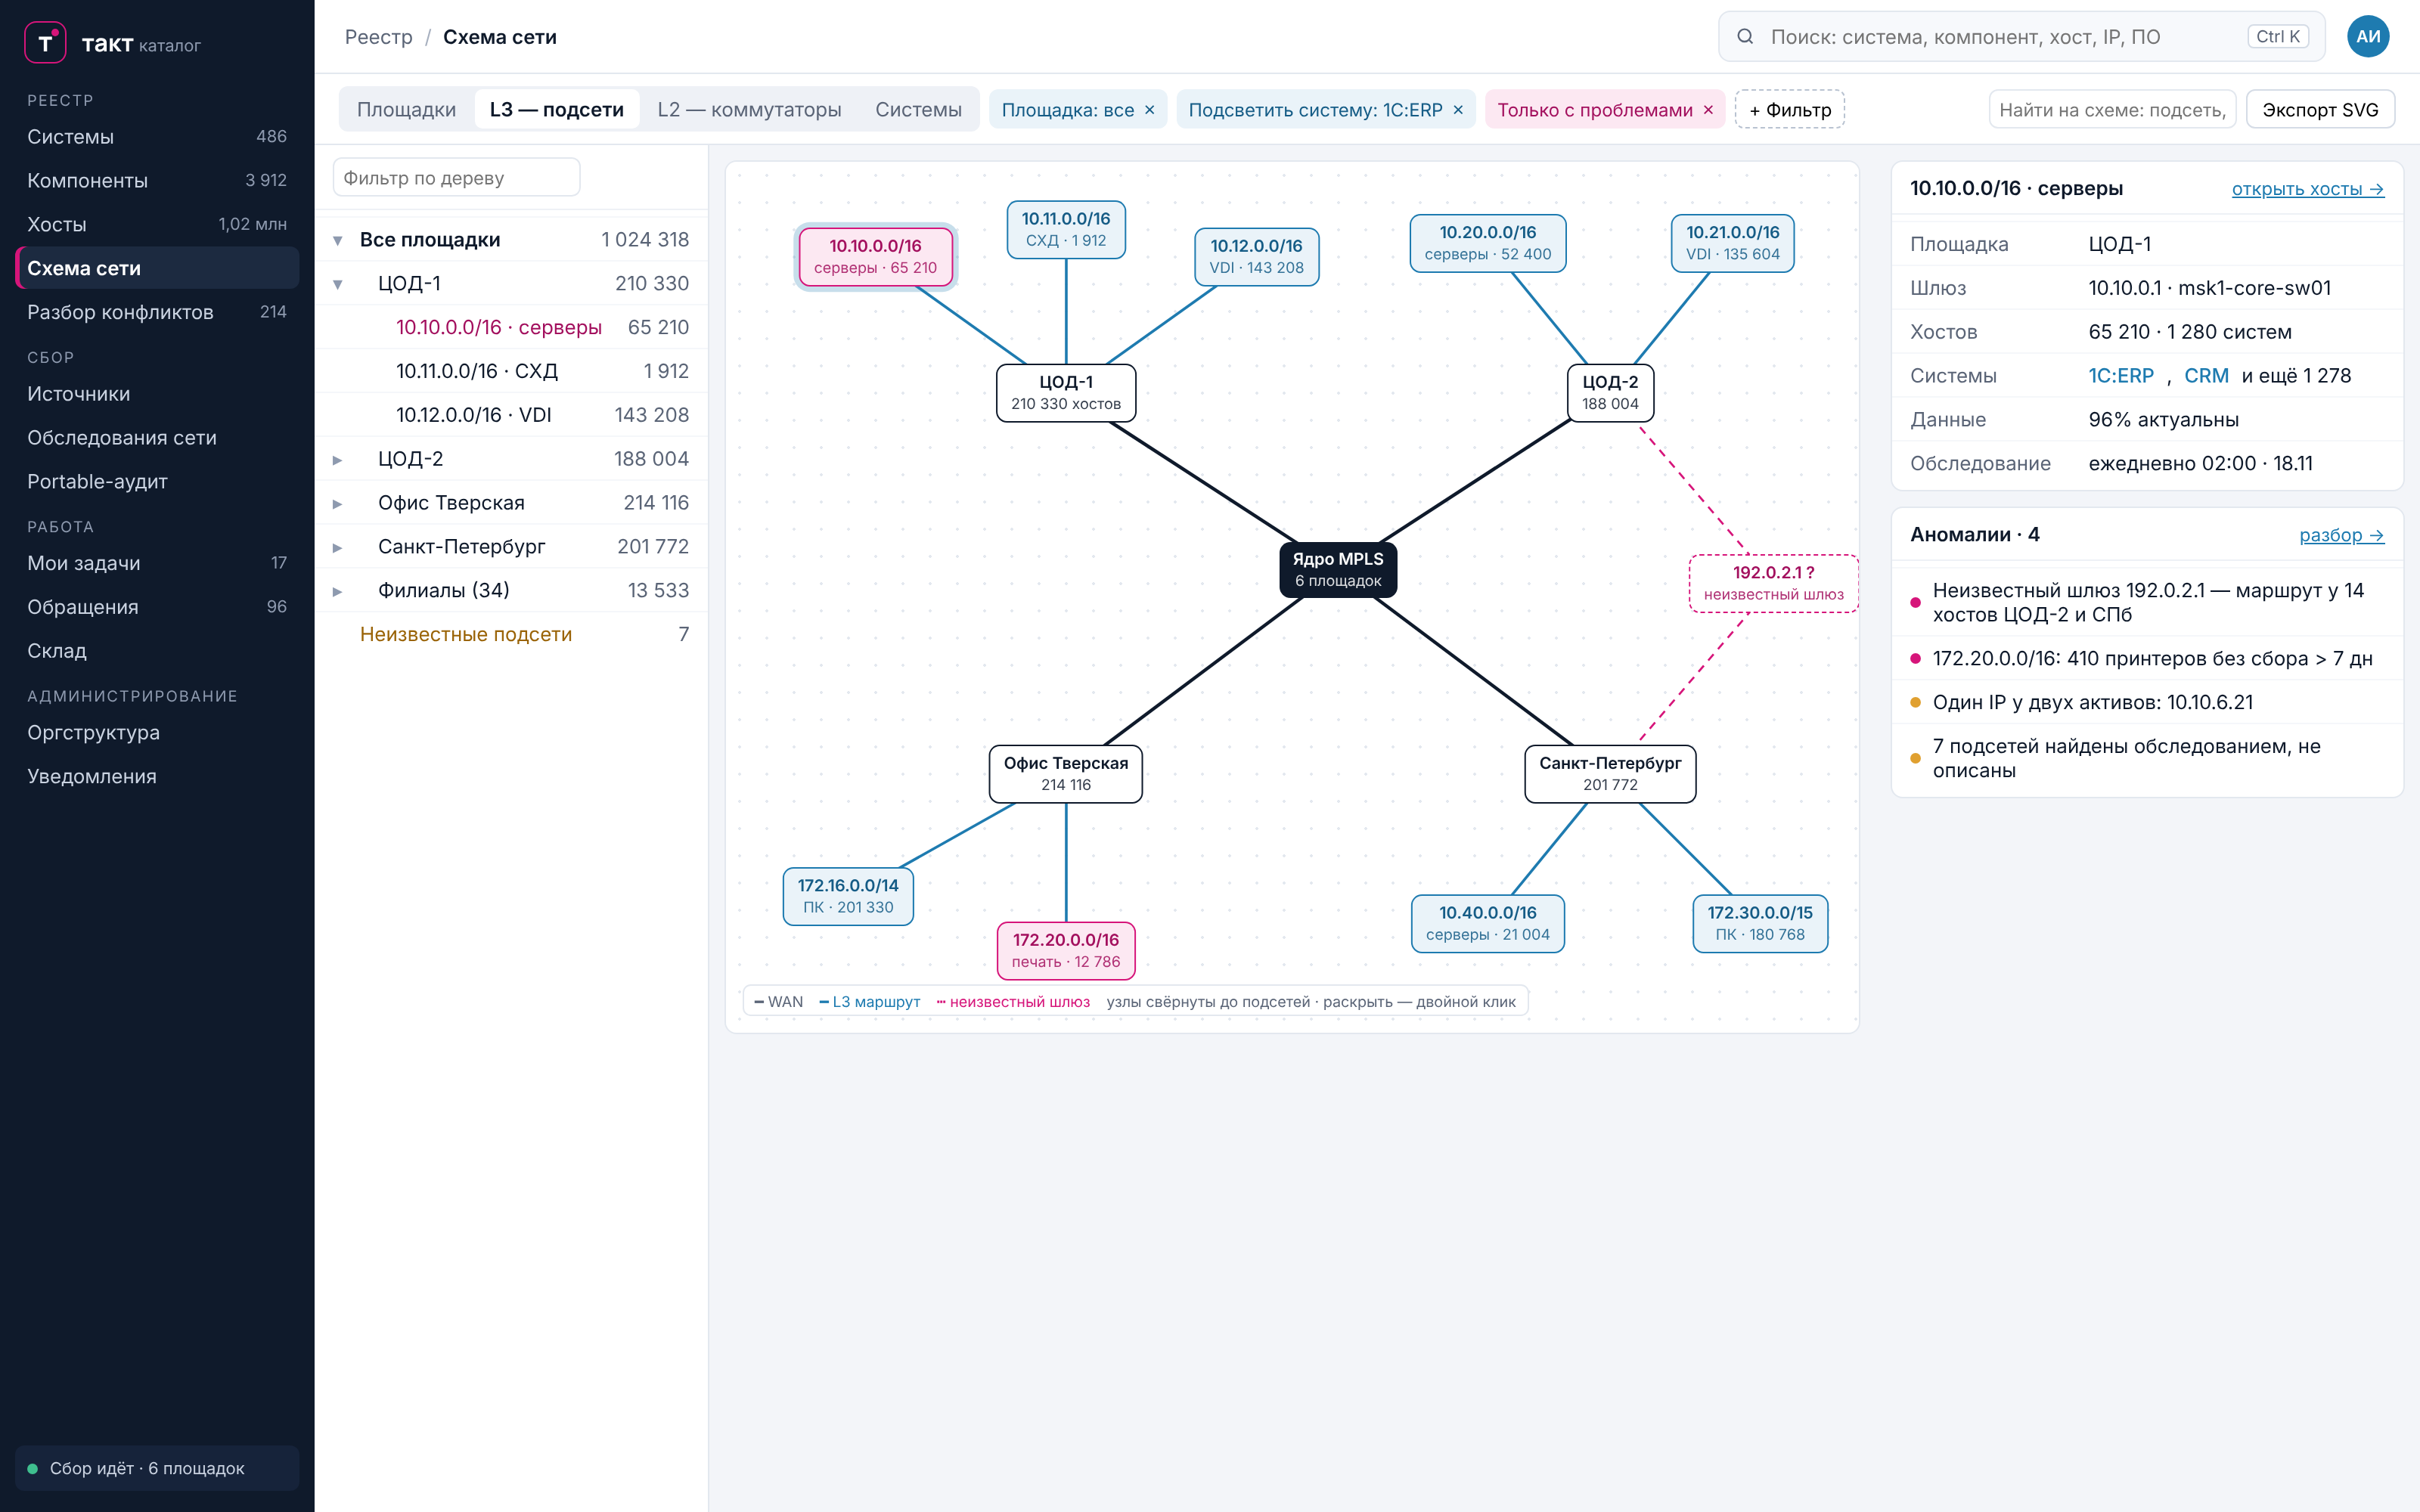 т такт каталог
РЕЕСТР
Системы 486
Компоненты 3 912
Хосты 1,02 млн
Схема сети
Разбор конфликтов 214
СБОР
Источники
Обследования сети
Portable-аудит
РАБОТА
Мои задачи 17
Обращения 96
Склад
АДМИНИСТРИРОВАНИЕ
Оргструктура
Уведомления
Сбор идёт · 6 площадок
Реестр / Схема сети
Поиск: система, компонент, хост, IP, ПО Ctrl K
АИ
Площадки L3 — подсети L2 — коммутаторы Системы
Площадка: все ×
Подсветить систему: 1С:ERP ×
Только с проблемами ×
+ Фильтр
Найти на схеме: подсеть,
Экспорт SVG
Фильтр по дереву
▾ Все площадки 1 024 318
▾ ЦОД-1 210 330
10.10.0.0/16 · серверы 65 210
10.11.0.0/16 · СХД 1 912
10.12.0.0/16 · VDI 143 208
▸ ЦОД-2 188 004
▸ Офис Тверская 214 116
▸ Санкт-Петербург 201 772
▸ Филиалы (34) 13 533
Неизвестные подсети 7
10.10.0.0/16
серверы · 65 210
10.11.0.0/16
СХД · 1 912
10.12.0.0/16
VDI · 143 208
10.20.0.0/16
серверы · 52 400
10.21.0.0/16
VDI · 135 604
ЦОД-1
210 330 хостов
ЦОД-2
188 004
Ядро MPLS
6 площадок
192.0.2.1 ?
неизвестный шлюз
Офис Тверская
214 116
Санкт-Петербург
201 772
172.16.0.0/14
ПК · 201 330
172.20.0.0/16
печать · 12 786
10.40.0.0/16
серверы · 21 004
172.30.0.0/15
ПК · 180 768
━ WAN ━ L3 маршрут ┅ неизвестный шлюз узлы свёрнуты до подсетей · раскрыть — двойной клик
10.10.0.0/16 · серверы открыть хосты →
Площадка ЦОД-1
Шлюз 10.10.0.1 · msk1-core-sw01
Хостов 65 210 · 1 280 систем
Системы 1С:ERP , CRM и ещё 1 278
Данные 96% актуальны
Обследование ежедневно 02:00 · 18.11
Аномалии · 4 разбор →
Неизвестный шлюз 192.0.2.1 — маршрут у 14
хостов ЦОД-2 и СПб
172.20.0.0/16: 410 принтеров без сбора > 7 дн
Один IP у двух активов: 10.10.6.21
7 подсетей найдены обследованием, не
описаны